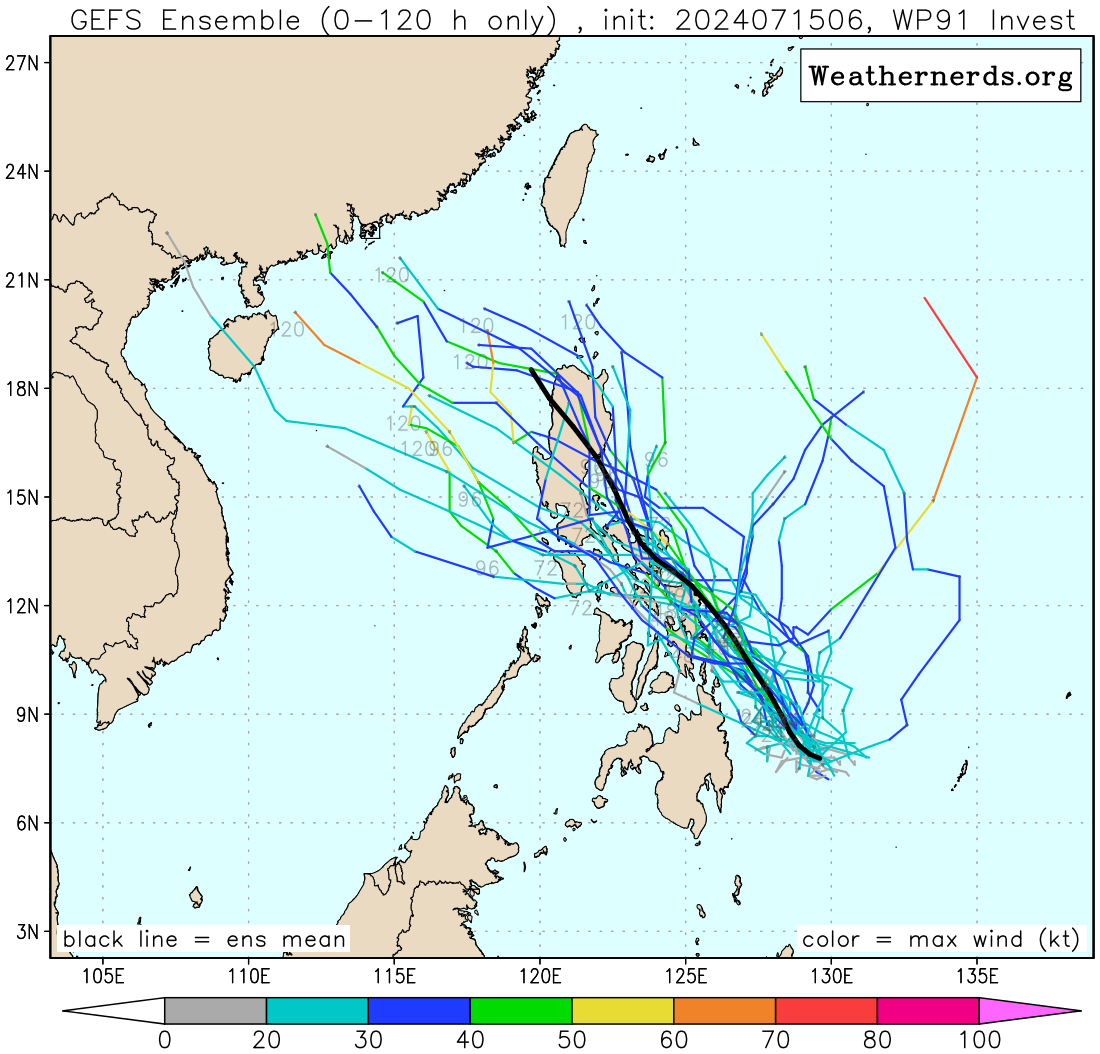 GEFS Ensemble (0-120 h only) , init: 2024071506, WP91 Invest
Weathernerds.org
27N
24N
21N
18N
15N
12N
9N
6N
3N
120
120
120
120
120
120
120
96
96
96
96
72
72
72
72
24
black line = ens mean
color = max wind (kt)
105E 110E 115E 120E 125E 130E 135E
0 20 30 40 50 60 70 80 100